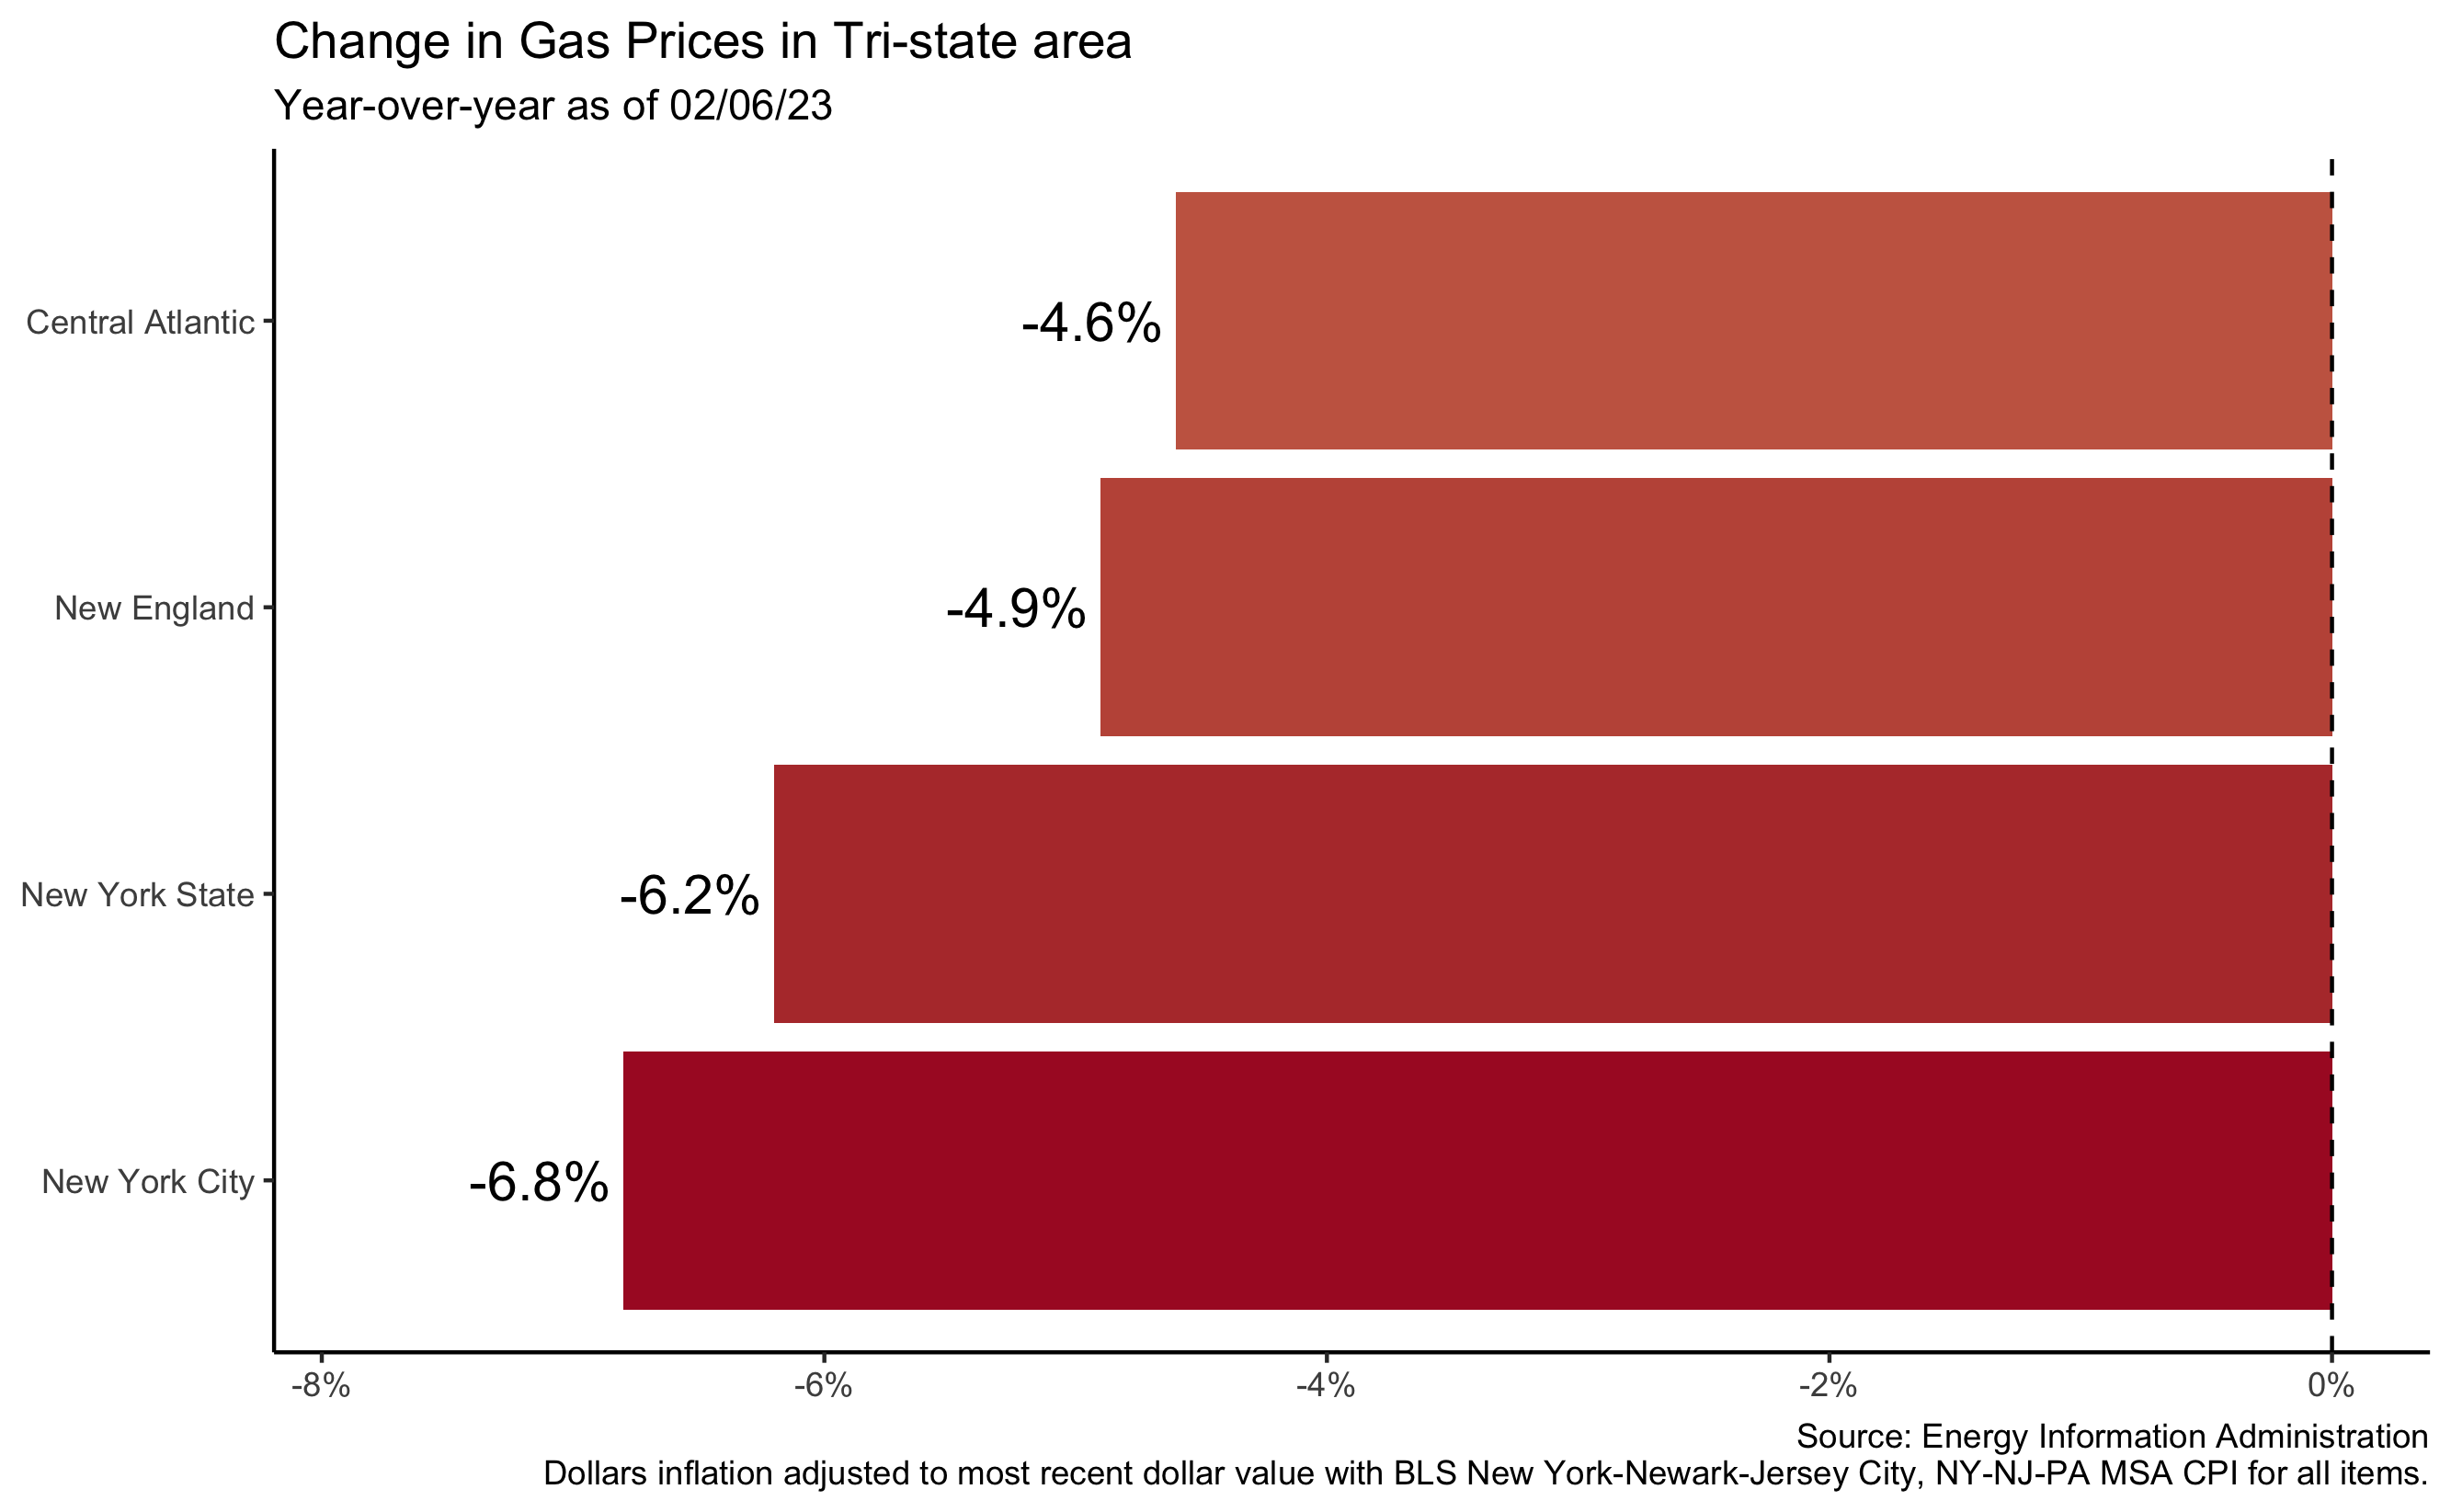 Change in Gas Prices in Tri-state area
Year-over-year as of 02/06/23
Central Atlantic
-4.6%
New England
-4.9%
New York State
-6.2%
New York City
-6.8%
-8% -6% -4% -2% 0%
Source: Energy Information Administration
Dollars inflation adjusted to most recent dollar value with BLS New York-Newark-Jersey City, NY-NJ-PA MSA CPI for all items.